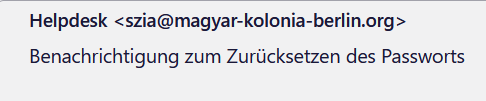 Helpdesk <szia@magyar-kolonia-berlin.org>
Benachrichtigung zum Zurücksetzen des Passworts